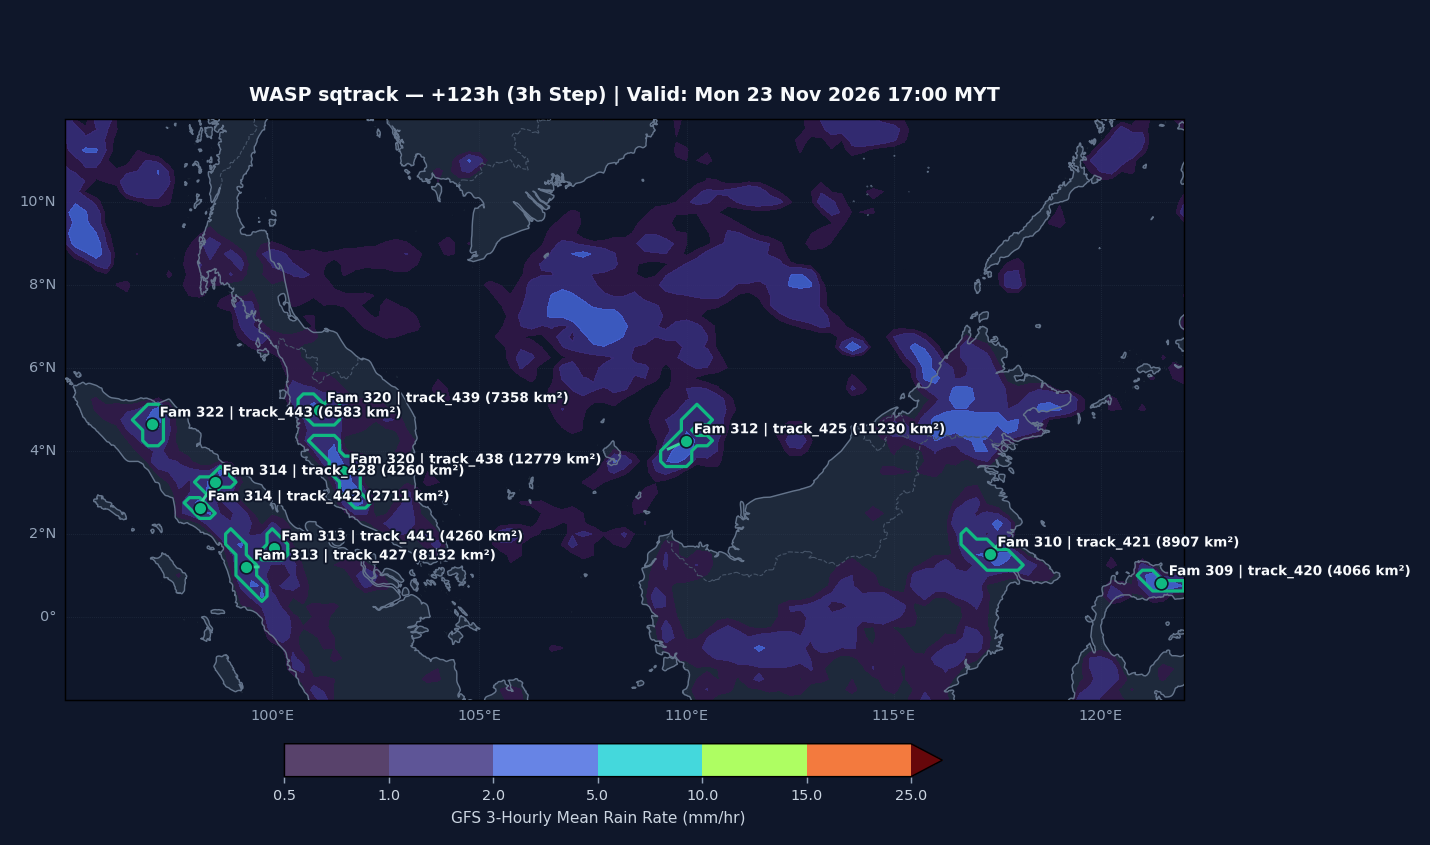 WASP sqtrack — +123h (3h Step) | Valid: Mon 23 Nov 2026 17:00 MYT
10°N
8°N
6°N
4°N
2°N
0°
Fam 320 | track_439 (7358 km²)
Fam 322 | track_443 (6583 km²)
Fam 312 | track_425 (11230 km²)
Fam 320 | track_438 (12779 km²)
Fam 314 | track_428 (4260 km²)
Fam 314 | track_442 (2711 km²)
Fam 313 | track_441 (4260 km²)
Fam 310 | track_421 (8907 km²)
Fam 313 | track_427 (8132 km²)
Fam 309 | track_420 (4066 km²)
100°E 105°E 110°E 115°E 120°E
0.5 1.0 2.0 5.0 10.0 15.0 25.0
GFS 3-Hourly Mean Rain Rate (mm/hr)